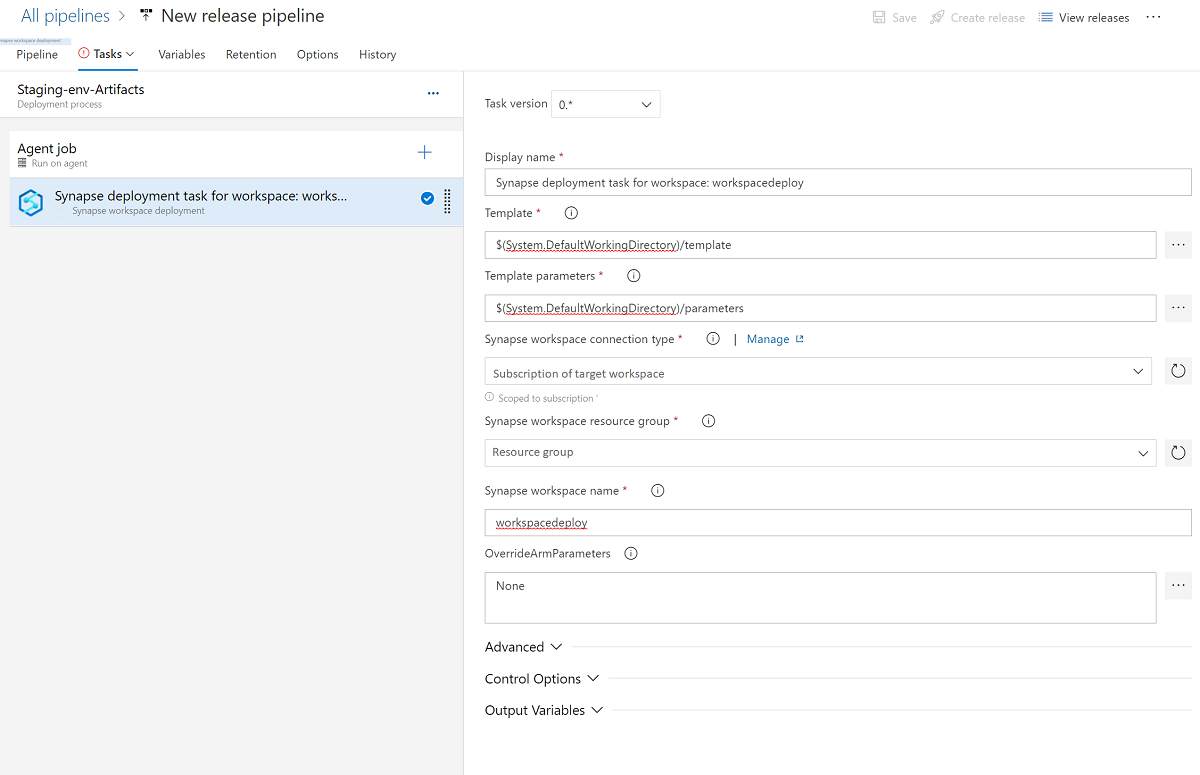 All pipelines > New release pipeline
Save Create release View releases ...
Synapse workspace deployment
Pipeline Tasks Variables Retention Options History
Staging-env-Artifacts
Deployment process
...
Agent job
Run on agent
Synapse deployment task for workspace: works...
Synapse workspace deployment
Task version 0.*
Display name *
Synapse deployment task for workspace: workspacedeploy
Template *
$(System.DefaultWorkingDirectory)/template
...
Template parameters *
$(System.DefaultWorkingDirectory)/parameters
...
Synapse workspace connection type * | Manage
Subscription of target workspace
Scoped to subscription '
Synapse workspace resource group *
Resource group
Synapse workspace name *
workspacedeploy
OverrideArmParameters
None
...
Advanced
Control Options
Output Variables